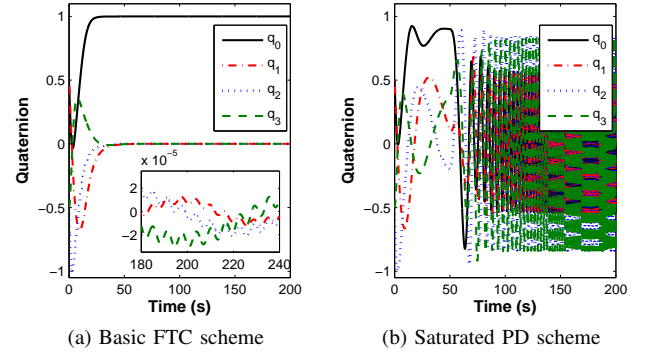 1
0.5
0
−0.5
−1
Quaternion
q0
q1
q2
q3
x 10−5
2
0
−2
180 200 220 240
0 50 100 150 200
Time (s)
(a) Basic FTC scheme
1
0.5
0
−0.5
−1
Quaternion
q0
q1
q2
q3
0 50 100 150 200
Time (s)
(b) Saturated PD scheme